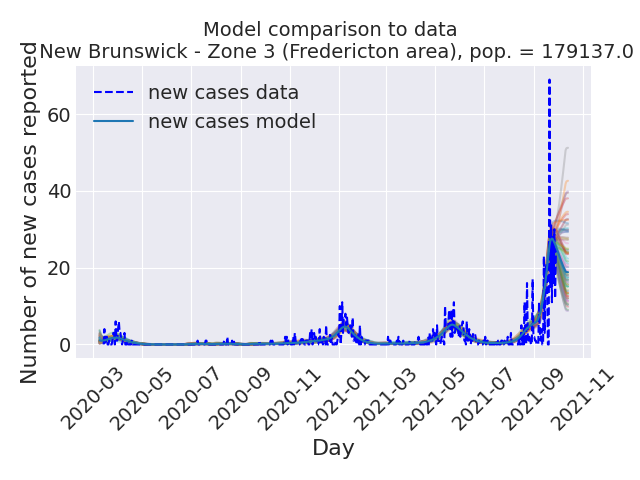 Model comparison to data
New Brunswick - Zone 3 (Fredericton area), pop. = 179137.0
Number of new cases reported
60
40
20
0
new cases data
new cases model
2020-03
2020-05
2020-07
2020-09
2020-11
2021-01
2021-03
2021-05
2021-07
2021-09
2021-11
Day